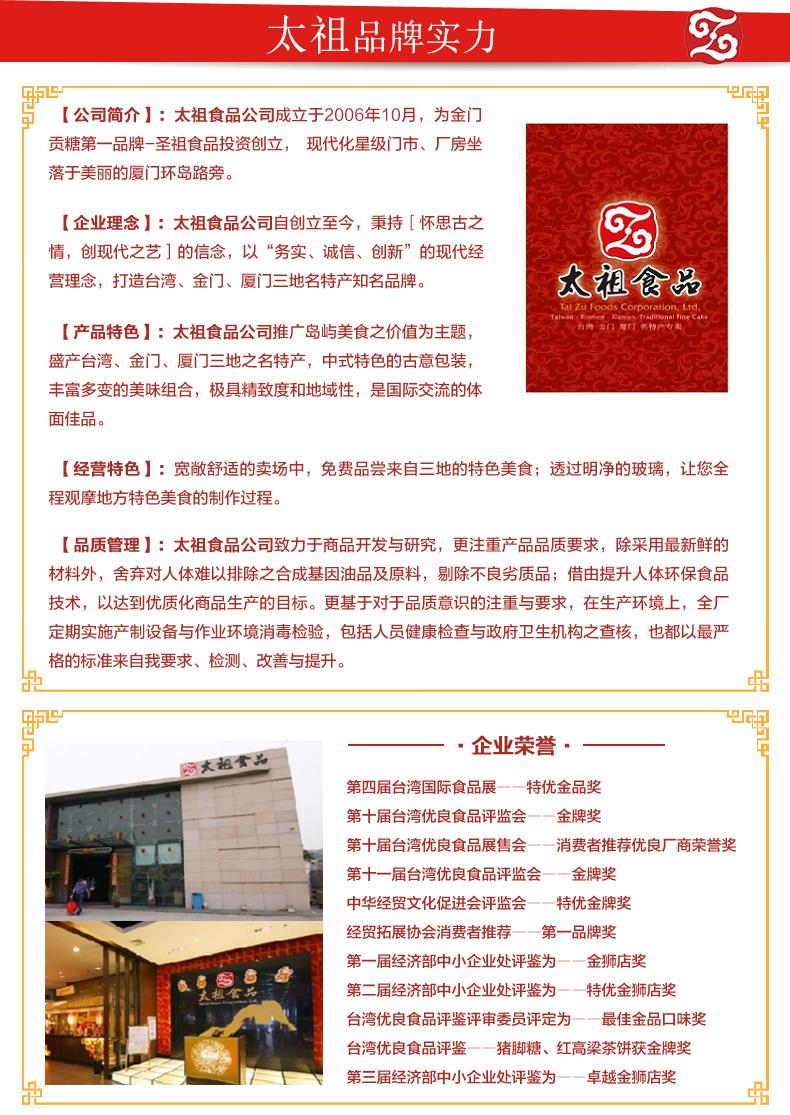 太祖品牌实力
【公司简介】：太祖食品公司成立于2006年10月，为金门
贡糖第一品牌-圣祖食品投资创立， 现代化星级门市、厂房坐
落于美丽的厦门环岛路旁。
【企业理念】：太祖食品公司自创立至今，秉持［怀思古之
情，创现代之艺］的信念，以“务实、诚信、创新”的现代经
营理念，打造台湾、金门、厦门三地名特产知名品牌。
【产品特色】：太祖食品公司推广岛屿美食之价值为主题，
盛产台湾、金门、厦门三地之名特产，中式特色的古意包装，
丰富多变的美味组合，极具精致度和地域性，是国际交流的体
面佳品。
太祖食品
Tai Zu Foods Corporation, Ltd.
Taiwan · Kinmen · Xiamen Traditional Fine Cake
台湾 金门 厦门 名特产专卖
【经营特色】：宽敞舒适的卖场中，免费品尝来自三地的特色美食；透过明净的玻璃，让您全
程观摩地方特色美食的制作过程。
【品质管理】：太祖食品公司致力于商品开发与研究，更注重产品品质要求，除采用最新鲜的
材料外，舍弃对人体难以排除之合成基因油品及原料，剔除不良劣质品；借由提升人体环保食品
技术，以达到优质化商品生产的目标。更基于对于品质意识的注重与要求，在生产环境上，全厂
定期实施产制设备与作业环境消毒检验，包括人员健康检查与政府卫生机构之查核，也都以最严
格的标准来自我要求、检测、改善与提升。
太祖食品
太祖食品
· 企业荣誉 ·
第四届台湾国际食品展——特优金品奖
第十届台湾优良食品评监会——金牌奖
第十届台湾优良食品展售会——消费者推荐优良厂商荣誉奖
第十一届台湾优良食品评监会——金牌奖
中华经贸文化促进会评监会——特优金牌奖
经贸拓展协会消费者推荐——第一品牌奖
第一届经济部中小企业处评鉴为——金狮店奖
第二届经济部中小企业处评鉴为——特优金狮店奖
台湾优良食品评鉴评审委员评定为——最佳金品口味奖
台湾优良食品评鉴——猪脚糖、红高梁茶饼获金牌奖
第三届经济部中小企业处评鉴为——卓越金狮店奖